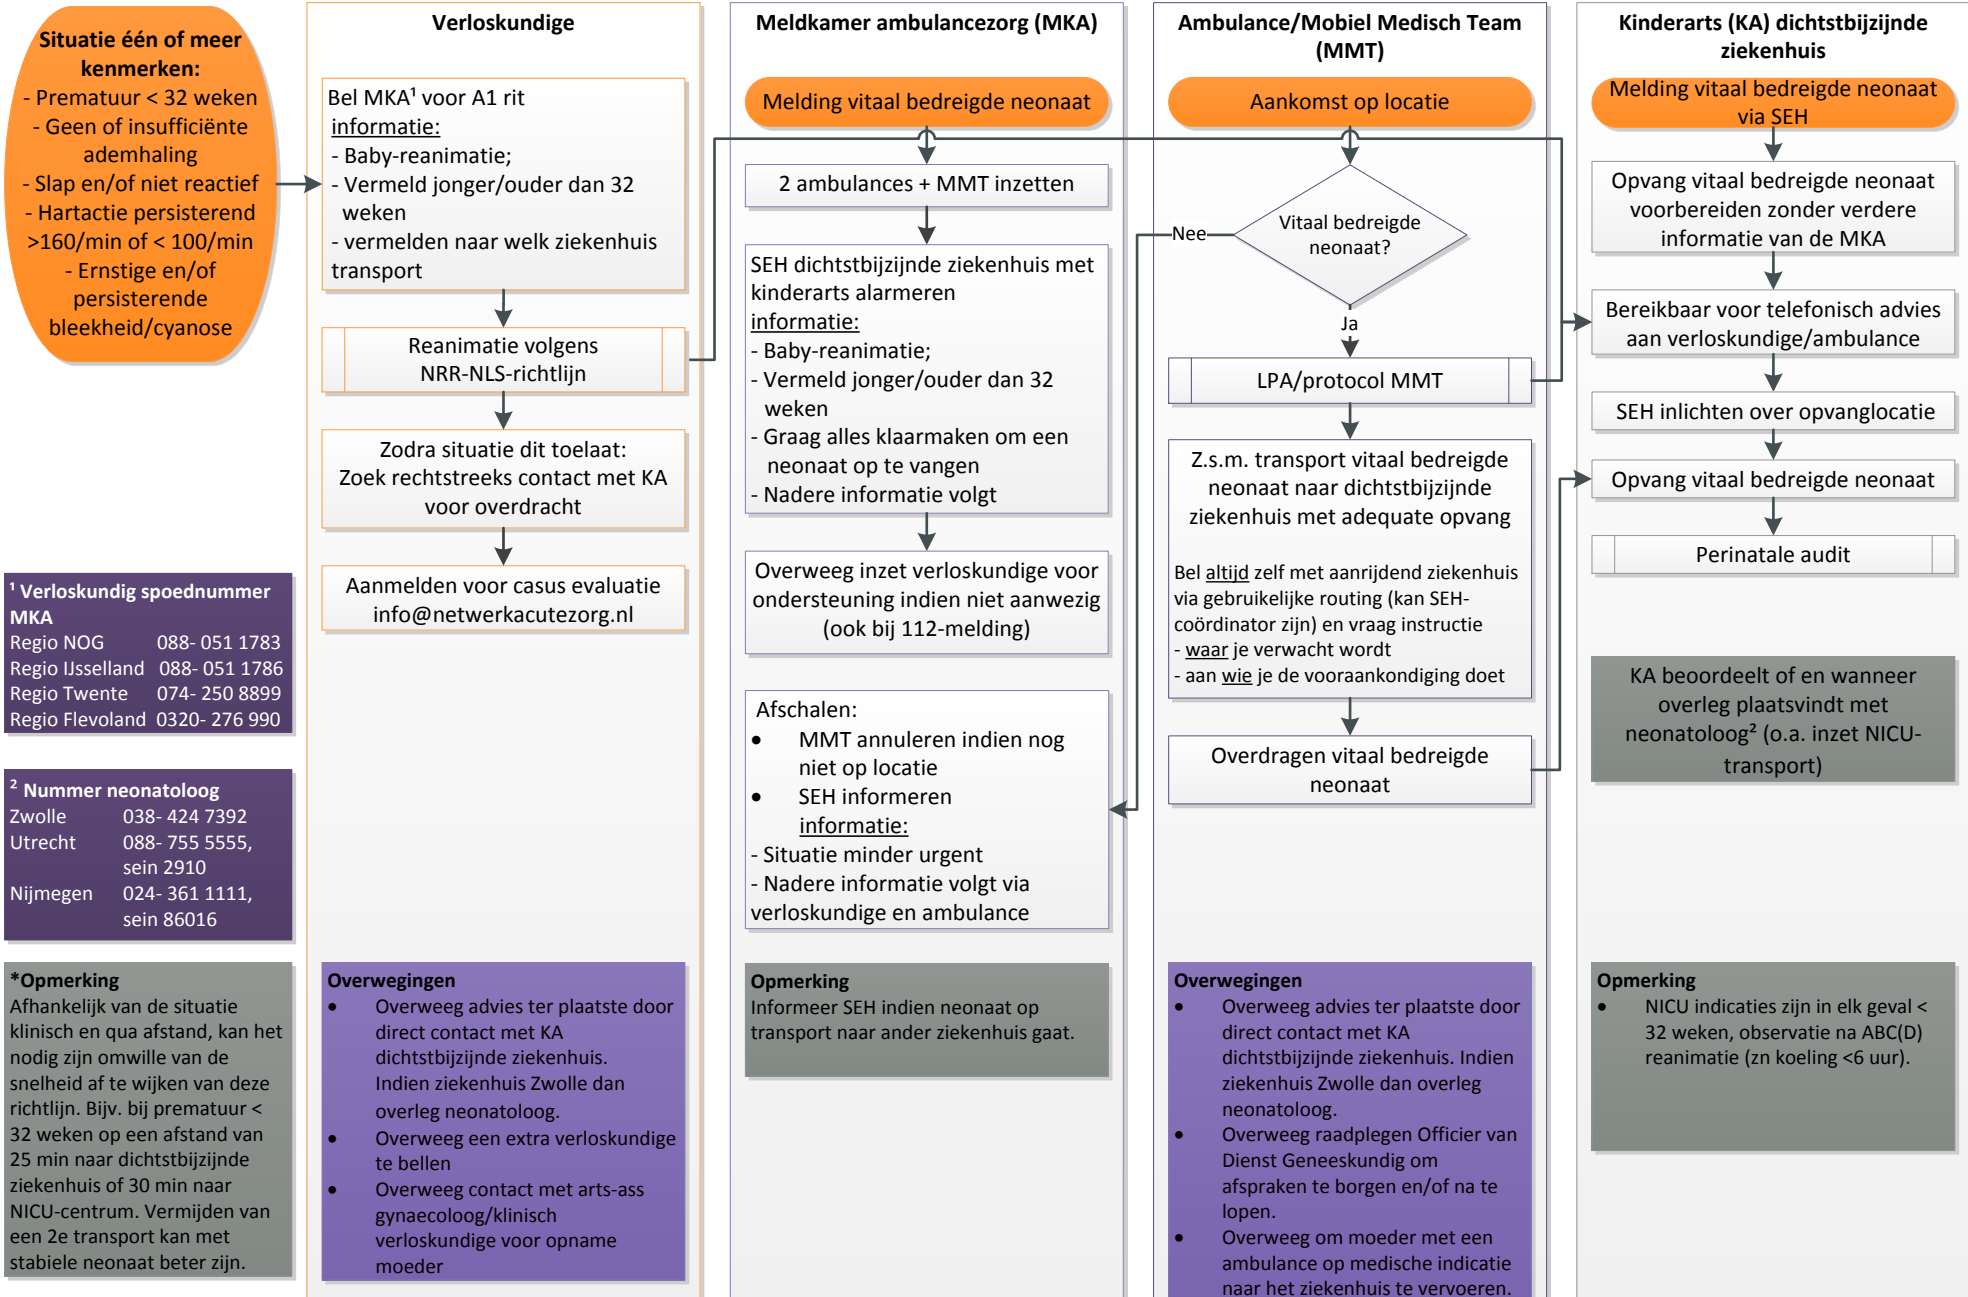 Situatie één of meer
kenmerken:
- Prematuur < 32 weken
- Geen of insufficiënte
ademhaling
- Slap en/of niet reactief
- Hartactie persisterend
>160/min of < 100/min
- Ernstige en/of
persisterende
bleekheid/cyanose
¹ Verloskundig spoednummer
MKA
Regio NOG 088- 051 1783
Regio IJsselland 088- 051 1786
Regio Twente 074- 250 8899
Regio Flevoland 0320- 276 990
² Nummer neonatoloog
Zwolle 038- 424 7392
Utrecht 088- 755 5555,
sein 2910
Nijmegen 024- 361 1111,
sein 86016
*Opmerking
Afhankelijk van de situatie
klinisch en qua afstand, kan het
nodig zijn omwille van de
snelheid af te wijken van deze
richtlijn. Bijv. bij prematuur <
32 weken op een afstand van
25 min naar dichtstbijzijnde
ziekenhuis of 30 min naar
NICU-centrum. Vermijden van
een 2e transport kan met
stabiele neonaat beter zijn.
Verloskundige
Bel MKA¹ voor A1 rit
informatie:
- Baby-reanimatie;
- Vermeld jonger/ouder dan 32
weken
- vermelden naar welk ziekenhuis
transport
Reanimatie volgens
NRR-NLS-richtlijn
Zodra situatie dit toelaat:
Zoek rechtstreeks contact met KA
voor overdracht
Aanmelden voor casus evaluatie
info@netwerkacutezorg.nl
Overwegingen
• Overweeg advies ter plaatste door
direct contact met KA
dichtstbijzijnde ziekenhuis.
Indien ziekenhuis Zwolle dan
overleg neonatoloog.
• Overweeg een extra verloskundige
te bellen
• Overweeg contact met arts-ass
gynaecoloog/klinisch
verloskundige voor opname
moeder
Meldkamer ambulancezorg (MKA)
Melding vitaal bedreigde neonaat
2 ambulances + MMT inzetten
SEH dichtstbijzijnde ziekenhuis met
kinderarts alarmeren
informatie:
- Baby-reanimatie;
- Vermeld jonger/ouder dan 32
weken
- Graag alles klaarmaken om een
neonaat op te vangen
- Nadere informatie volgt
Overweeg inzet verloskundige voor
ondersteuning indien niet aanwezig
(ook bij 112-melding)
Afschalen:
• MMT annuleren indien nog
niet op locatie
• SEH informeren
informatie:
- Situatie minder urgent
- Nadere informatie volgt via
verloskundige en ambulance
Opmerking
Informeer SEH indien neonaat op
transport naar ander ziekenhuis gaat.
Ambulance/Mobiel Medisch Team
(MMT)
Aankomst op locatie
Vitaal bedreigde
neonaat?
Nee
Ja
LPA/protocol MMT
Z.s.m. transport vitaal bedreigde
neonaat naar dichtstbijzijnde
ziekenhuis met adequate opvang
Bel altijd zelf met aanrijdend ziekenhuis
via gebruikelijke routing (kan SEH-
coördinator zijn) en vraag instructie
- waar je verwacht wordt
- aan wie je de vooraankondiging doet
Overdragen vitaal bedreigde
neonaat
Overwegingen
• Overweeg advies ter plaatste door
direct contact met KA
dichtstbijzijnde ziekenhuis. Indien
ziekenhuis Zwolle dan overleg
neonatoloog.
• Overweeg raadplegen Officier van
Dienst Geneeskundig om
afspraken te borgen en/of na te
lopen.
• Overweeg om moeder met een
ambulance op medische indicatie
naar het ziekenhuis te vervoeren.
Kinderarts (KA) dichtstbijzijnde
ziekenhuis
Melding vitaal bedreigde neonaat
via SEH
Opvang vitaal bedreigde neonaat
voorbereiden zonder verdere
informatie van de MKA
Bereikbaar voor telefonisch advies
aan verloskundige/ambulance
SEH inlichten over opvanglocatie
Opvang vitaal bedreigde neonaat
Perinatale audit
KA beoordeelt of en wanneer
overleg plaatsvindt met
neonatoloog² (o.a. inzet NICU-
transport)
Opmerking
• NICU indicaties zijn in elk geval <
32 weken, observatie na ABC(D)
reanimatie (zn koeling <6 uur).